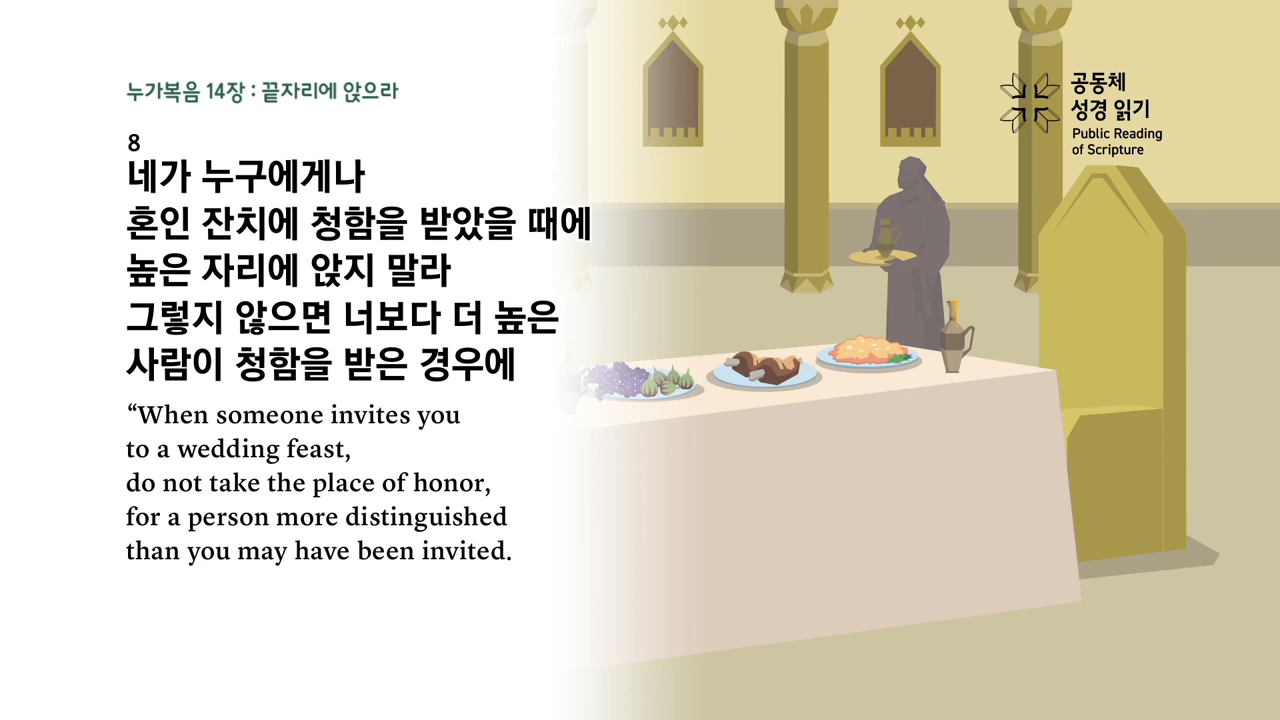 누가복음 14장 : 끝자리에 앉으라
공동체
성경 읽기
Public Reading
of Scripture
8
네가 누구에게나
혼인 잔치에 청함을 받았을 때에
높은 자리에 앉지 말라
그렇지 않으면 너보다 더 높은
사람이 청함을 받은 경우에
“When someone invites you
to a wedding feast,
do not take the place of honor,
for a person more distinguished
than you may have been invited.